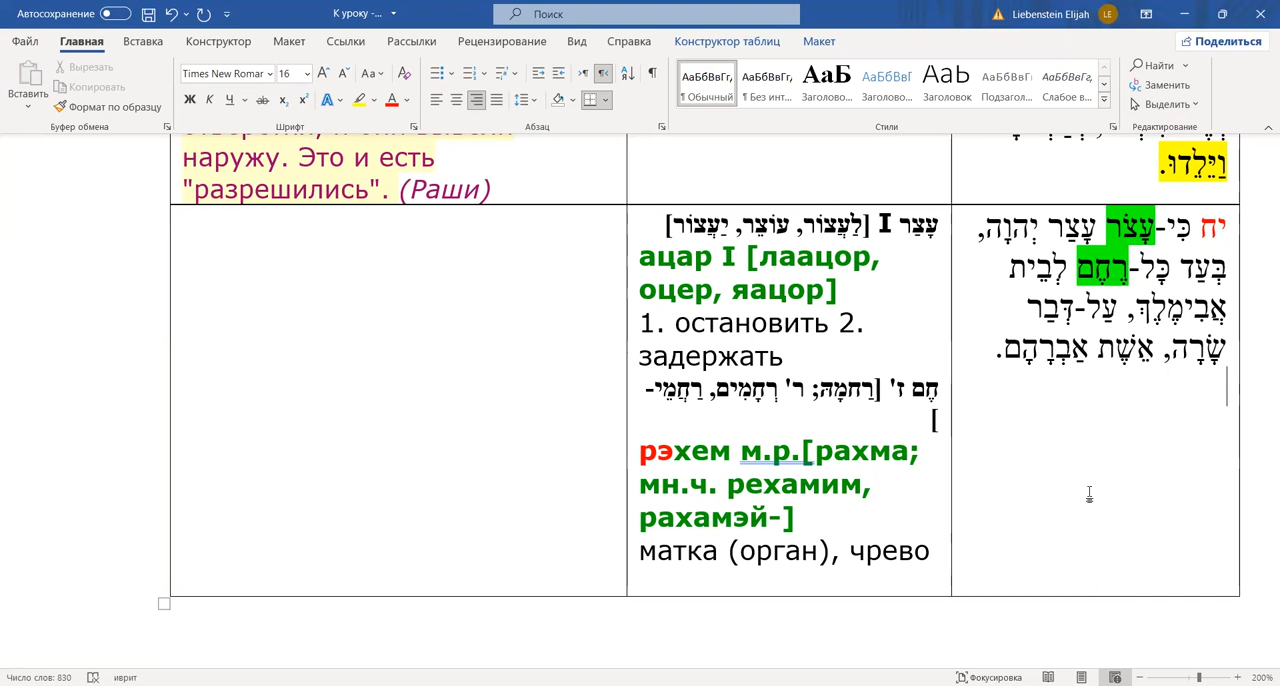 Автосохранение
К уроку -...
Поиск
Liebenstein Elijah
LE
Файл Главная Вставка Конструктор Макет Ссылки Рассылки Рецензирование Вид Справка Конструктор таблиц Макет
Поделиться
Вставить
Вырезать
Копировать
Формат по образцу
Буфер обмена
Times New Romar 16
Шрифт
Абзац
АаБбВвГг, АаБбВвГг, АаБ АаБбВвГ АаЬ АаБбВвГг АаБбВвГг,
¶ Обычный ¶ Без инт... Заголово... Заголово... Заголовок Подзагол... Слабое в...
Стили
Найти
Заменить
Выделить
Редактирование
наружу. Это и есть
"разрешились". (Раши)
וַיֵּלֵדוּ.
עָצַר I [לַעֲצוֹר, עוֹצֵר, יַעֲצוֹר]
ацар I [лаацор,
оцер, яацор]
1. остановить 2.
задержать
חֶם ז' [רַחמָהּ; ר' רְחָמִים, רַחֲמֵי-
]
рэхем м.р.[рахма;
мн.ч. рехамим,
рахамэй-]
матка (орган), чрево
יח כִּי-עָצֹר עָצַר יְהוָה,
בְּעַד כָּל-רֶחֶם לְבֵית
אֲבִימֶלֶךְ, עַל-דְּבַר
שָׂרָה, אֵשֶׁת אַבְרָהָם.
Число слов: 830 иврит
Фокусировка
200%